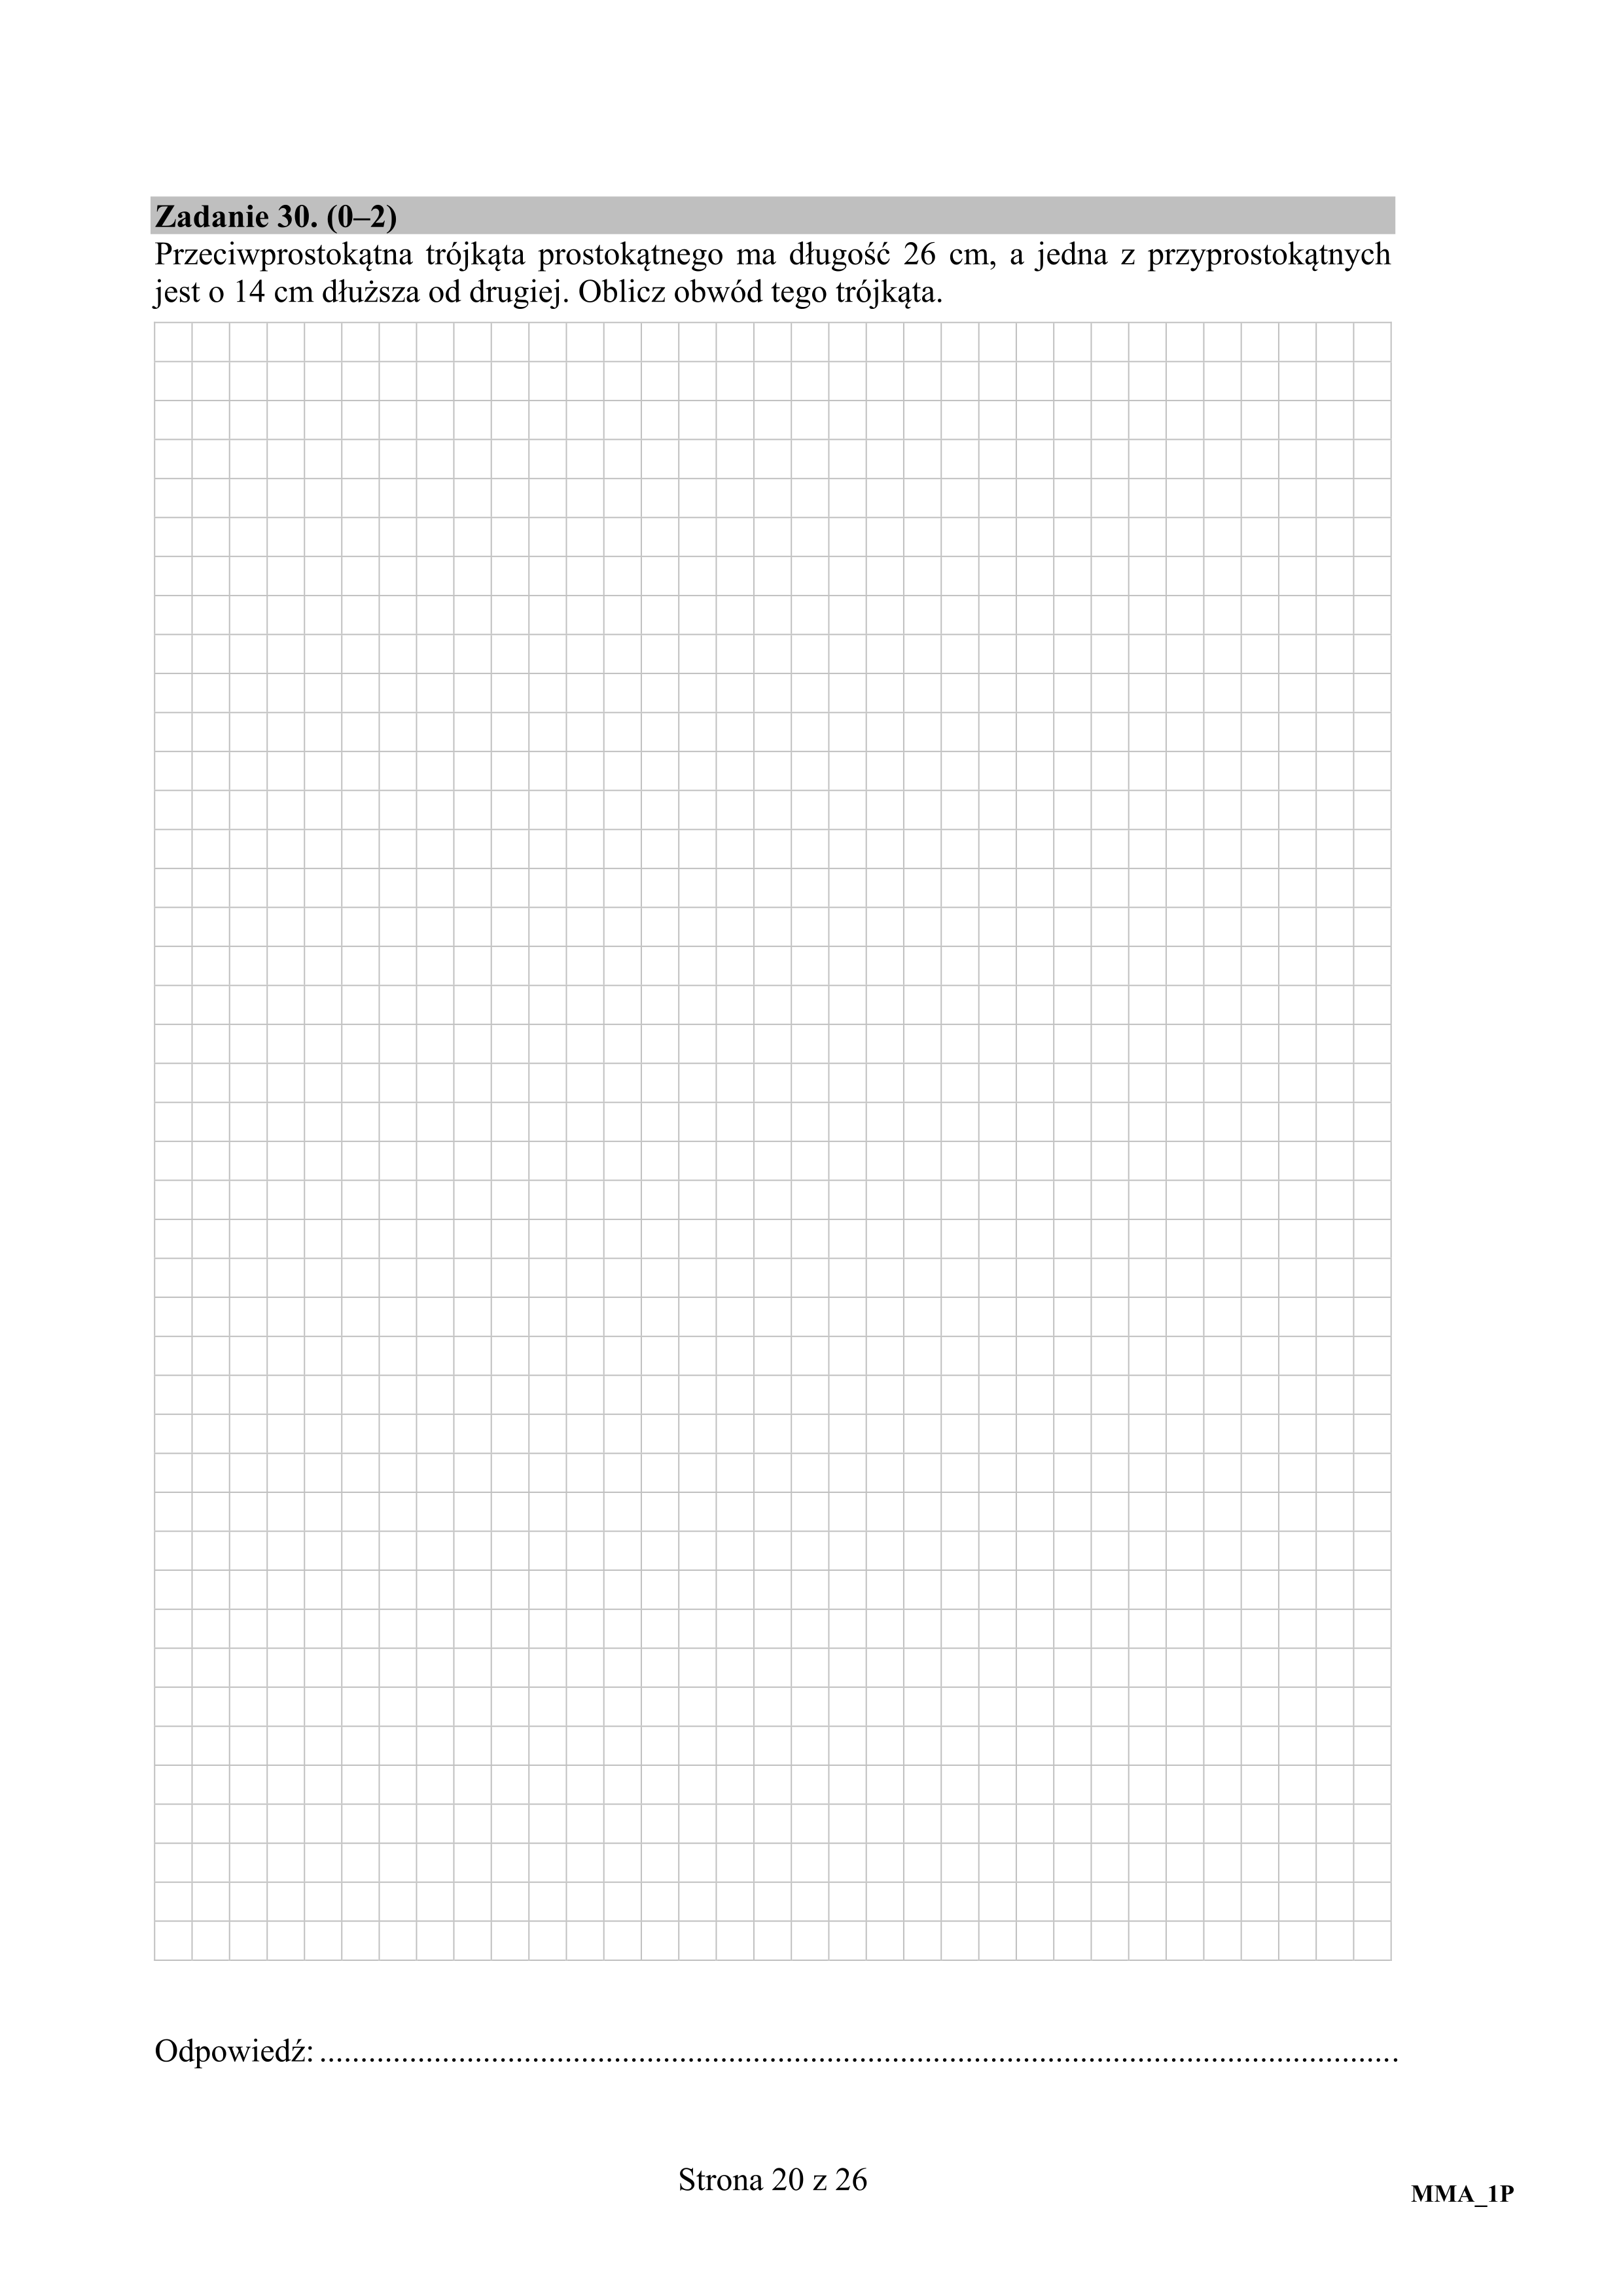 Zadanie 30. (0–2)
Przeciwprostokątna trójkąta prostokątnego ma długość 26 cm, a jedna z przyprostokątnych
jest o 14 cm dłuższa od drugiej. Oblicz obwód tego trójkąta.
Odpowiedź: ....................................................................................................................................
Strona 20 z 26
MMA_1P